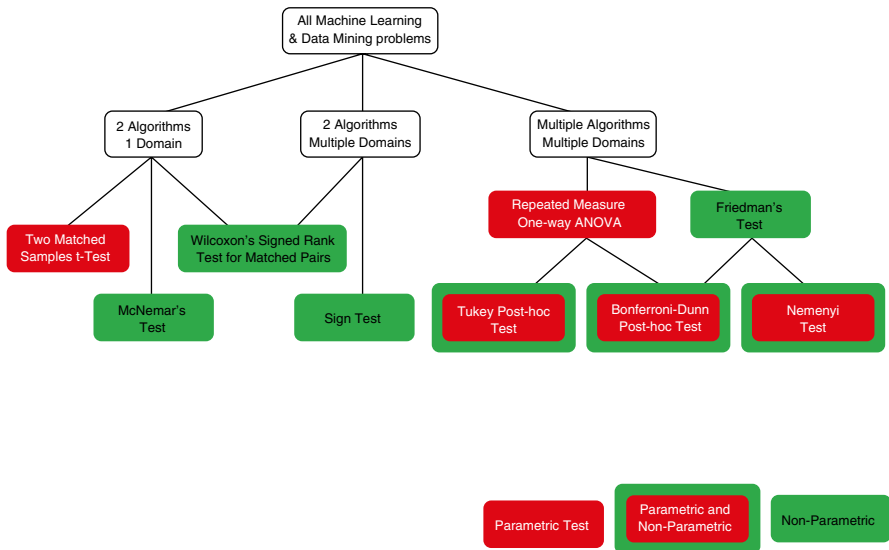 All Machine Learning
& Data Mining problems
2 Algorithms
1 Domain
2 Algorithms
Multiple Domains
Multiple Algorithms
Multiple Domains
Two Matched
Samples t-Test
Wilcoxon's Signed Rank
Test for Matched Pairs
Repeated Measure
One-way ANOVA
Friedman's
Test
McNemar's
Test
Sign Test
Tukey Post-hoc
Test
Bonferroni-Dunn
Post-hoc Test
Nemenyi
Test
Parametric Test
Parametric and
Non-Parametric
Non-Parametric